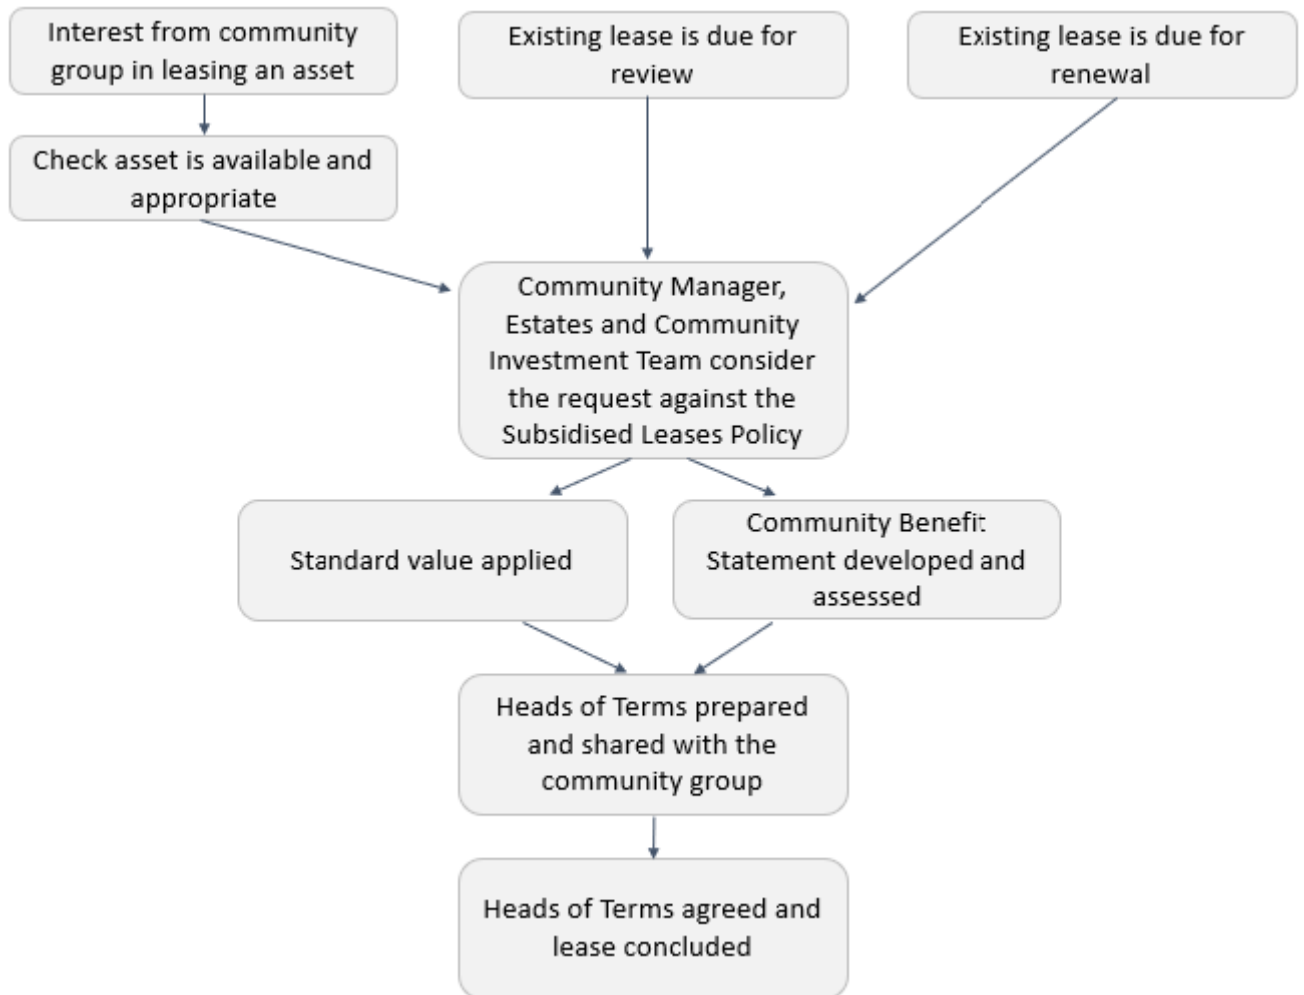 Interest from community
group in leasing an asset
Existing lease is due for
review
Existing lease is due for
renewal
Check asset is available and
appropriate
Community Manager,
Estates and Community
Investment Team consider
the request against the
Subsidised Leases Policy
Standard value applied
Community Benefit
Statement developed and
assessed
Heads of Terms prepared
and shared with the
community group
Heads of Terms agreed and
lease concluded